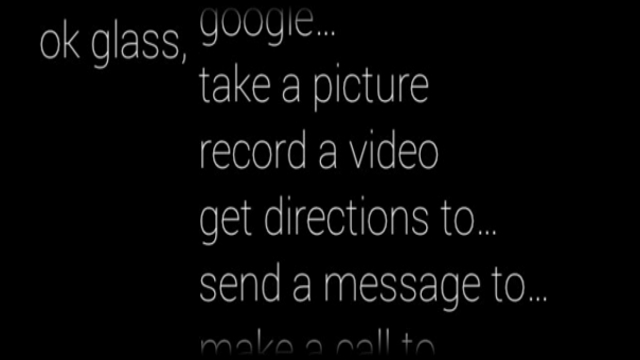 ok glass,
google...
take a picture
record a video
get directions to...
send a message to...
make a call to